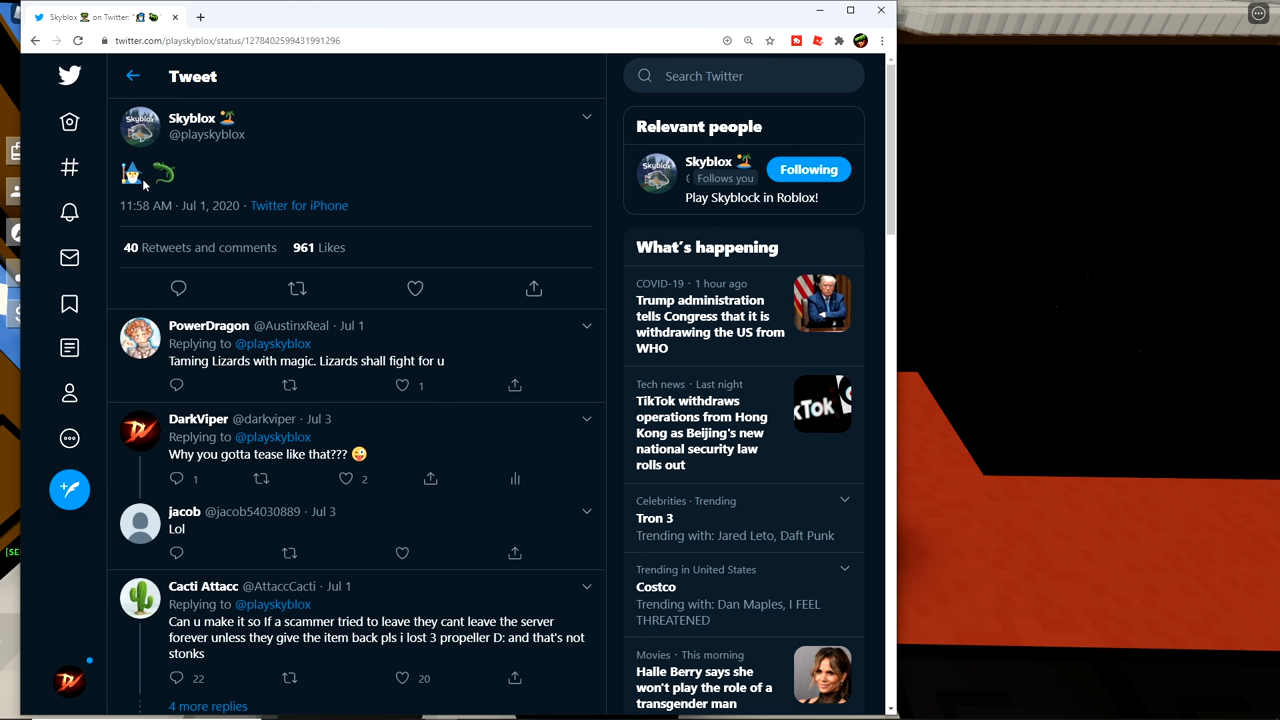 Skyblox 🏝 on Twitter: "🧙‍♂️ 🦎
twitter.com/playskyblox/status/1278402599431991296
Tweet
Skyblox 🏝️
@playskyblox
🧙‍♂️ 🦎
11:58 AM · Jul 1, 2020 · Twitter for iPhone
40 Retweets and comments 961 Likes
PowerDragon @AustinxReal · Jul 1
Replying to @playskyblox
Taming Lizards with magic. Lizards shall fight for u
1
DarkViper @darkviper · Jul 3
Replying to @playskyblox
Why you gotta tease like that??? 😜
1 2
jacob @jacob54030889 · Jul 3
Lol
Cacti Attacc @AttaccCacti · Jul 1
Replying to @playskyblox
Can u make it so If a scammer tried to leave they cant leave the server
forever unless they give the item back pls i lost 3 propeller D: and that's not
stonks
22 20
4 more replies
Search Twitter
Relevant people
Skyblox 🏝️
Follows you
Following
Play Skyblock in Roblox!
What's happening
COVID-19 · 1 hour ago
Trump administration
tells Congress that it is
withdrawing the US from
WHO
Tech news · Last night
TikTok withdraws
operations from Hong
Kong as Beijing's new
national security law
rolls out
kTok
Celebrities · Trending
Tron 3
Trending with: Jared Leto, Daft Punk
Trending in United States
Costco
Trending with: Dan Maples, I FEEL
THREATENED
Movies · This morning
Halle Berry says she
won't play the role of a
transgender man
[SE